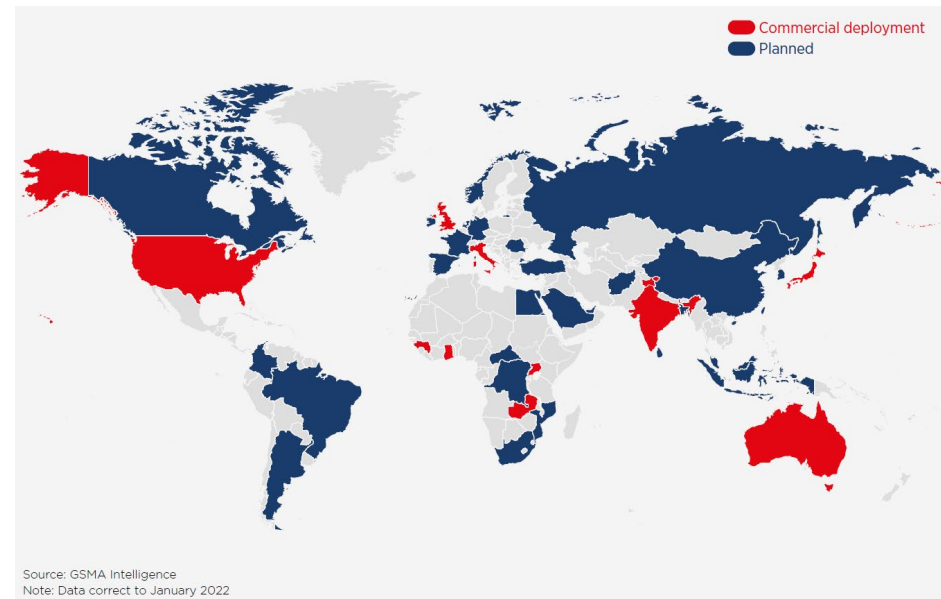 Commercial deployment
Planned
Source: GSMA Intelligence
Note: Data correct to January 2022